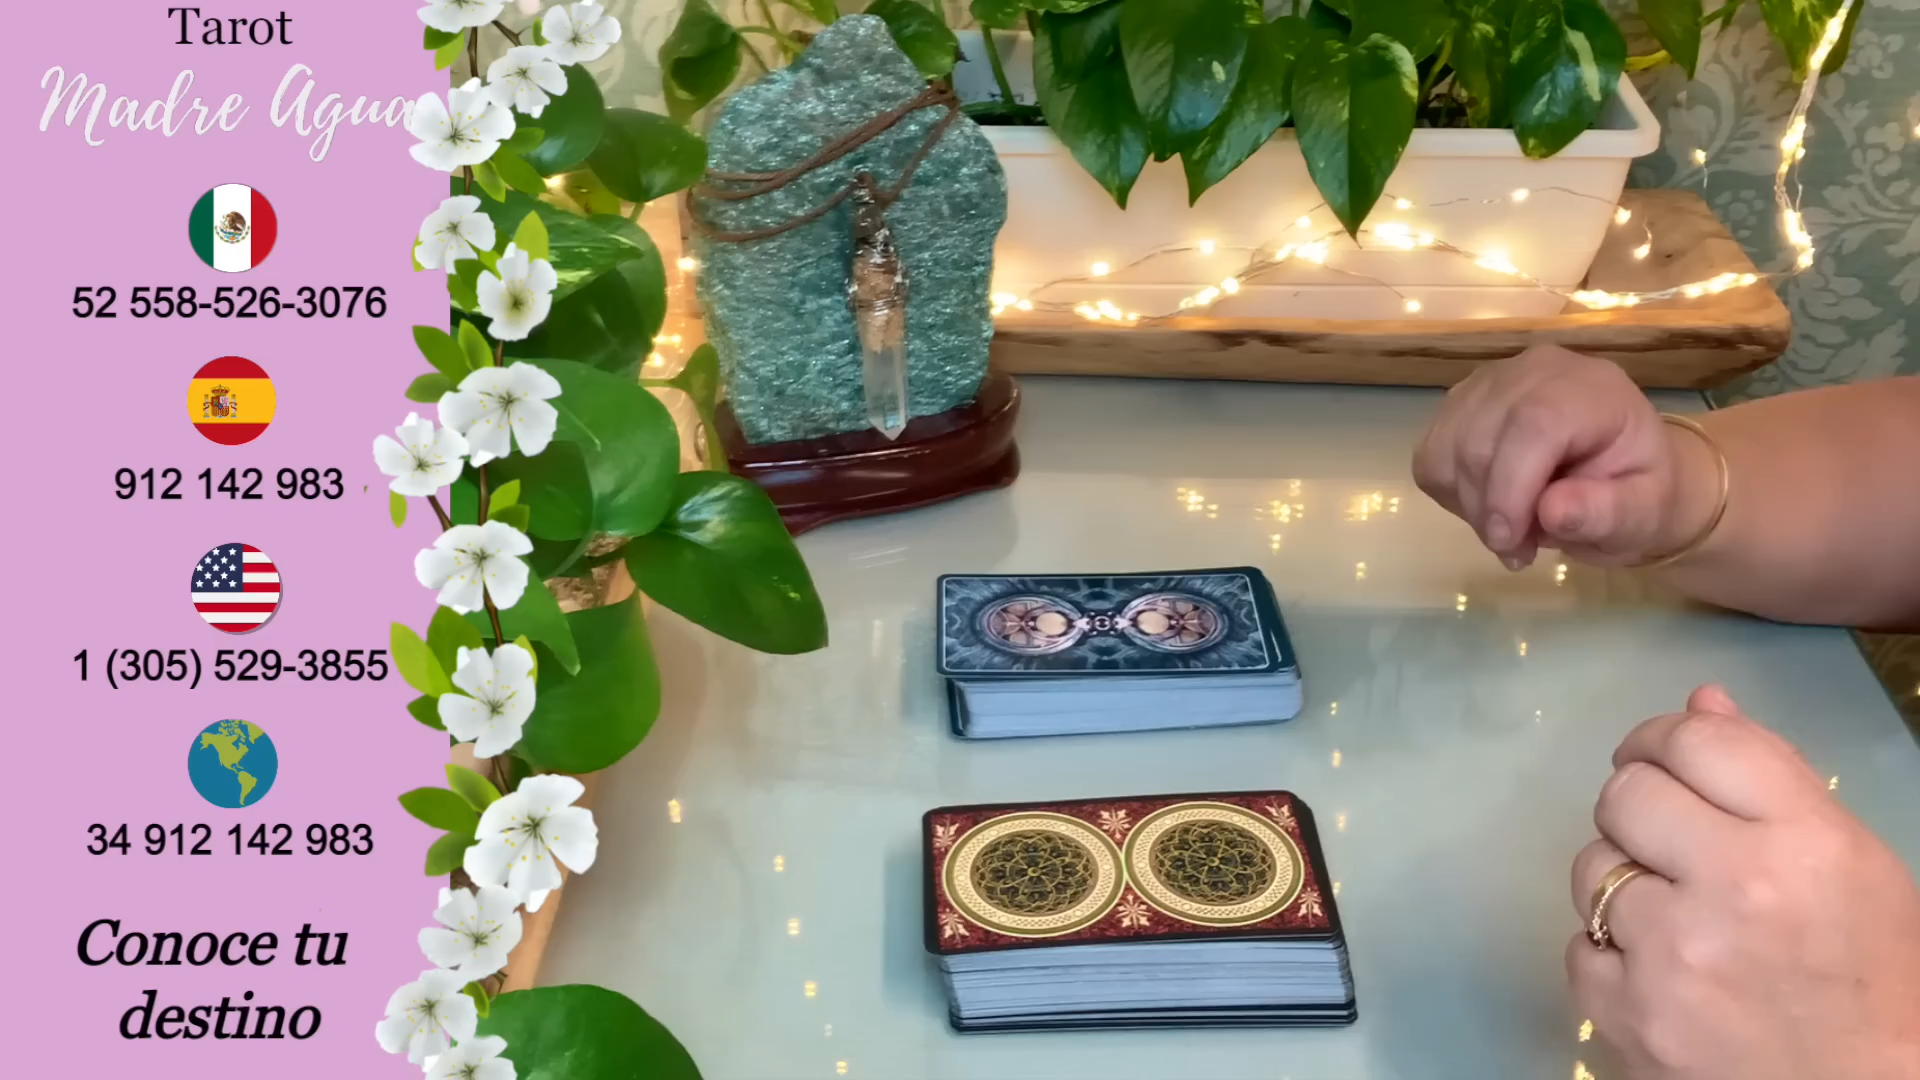 Tarot
Madre Agua
52 558-526-3076
912 142 983
1 (305) 529-3855
34 912 142 983
Conoce tu
destino